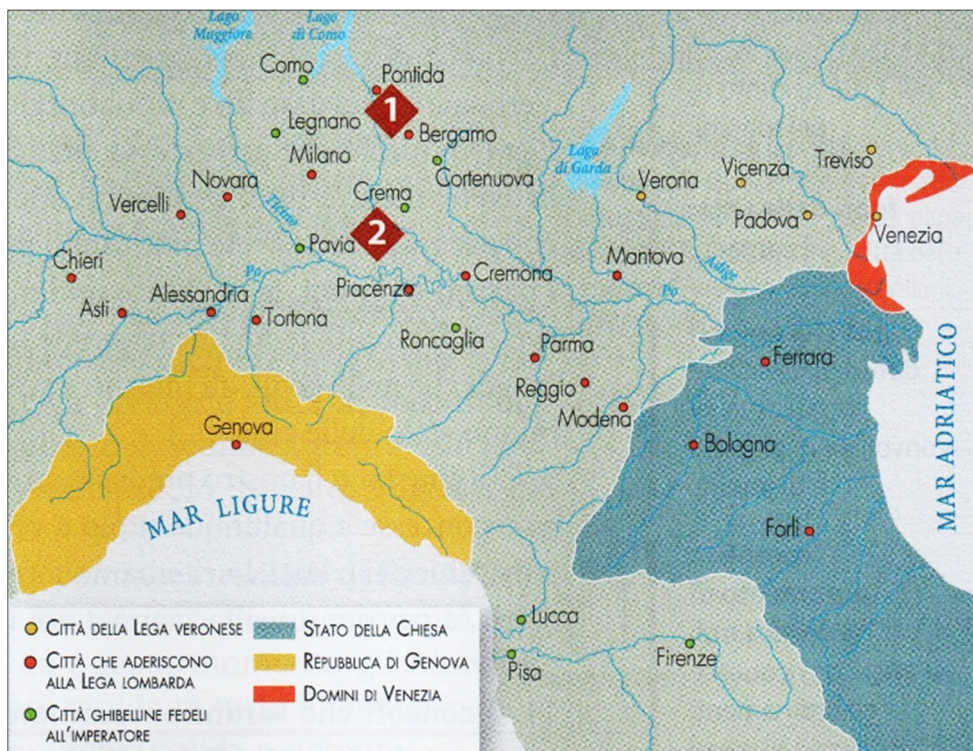 Lago
Maggiore
Lago
di Como
Como
Pontida
1
Legnano
Bergamo
Milano
Cortenuova
Lago
di Garda
Treviso
Vicenza
Verona
Novara
Crema
Vercelli
Ticino
2
Padova
Venezia
Pavia
Chieri
Po
Mantova
Adige
Cremona
Piacenza
Po
Asti
Alessandria
Tortona
Roncaglia
Parma
Ferrara
Reggio
Modena
Genova
Bologna
MAR LIGURE
MAR ADRIATICO
Forlì
Lucca
Pisa
Firenze
CITTÀ DELLA LEGA VERONESE
CITTÀ CHE ADERISCONO
ALLA LEGA LOMBARDA
CITTÀ GHIBELLINE FEDELI
ALL'IMPERATORE
STATO DELLA CHIESA
REPUBBLICA DI GENOVA
DOMINI DI VENEZIA